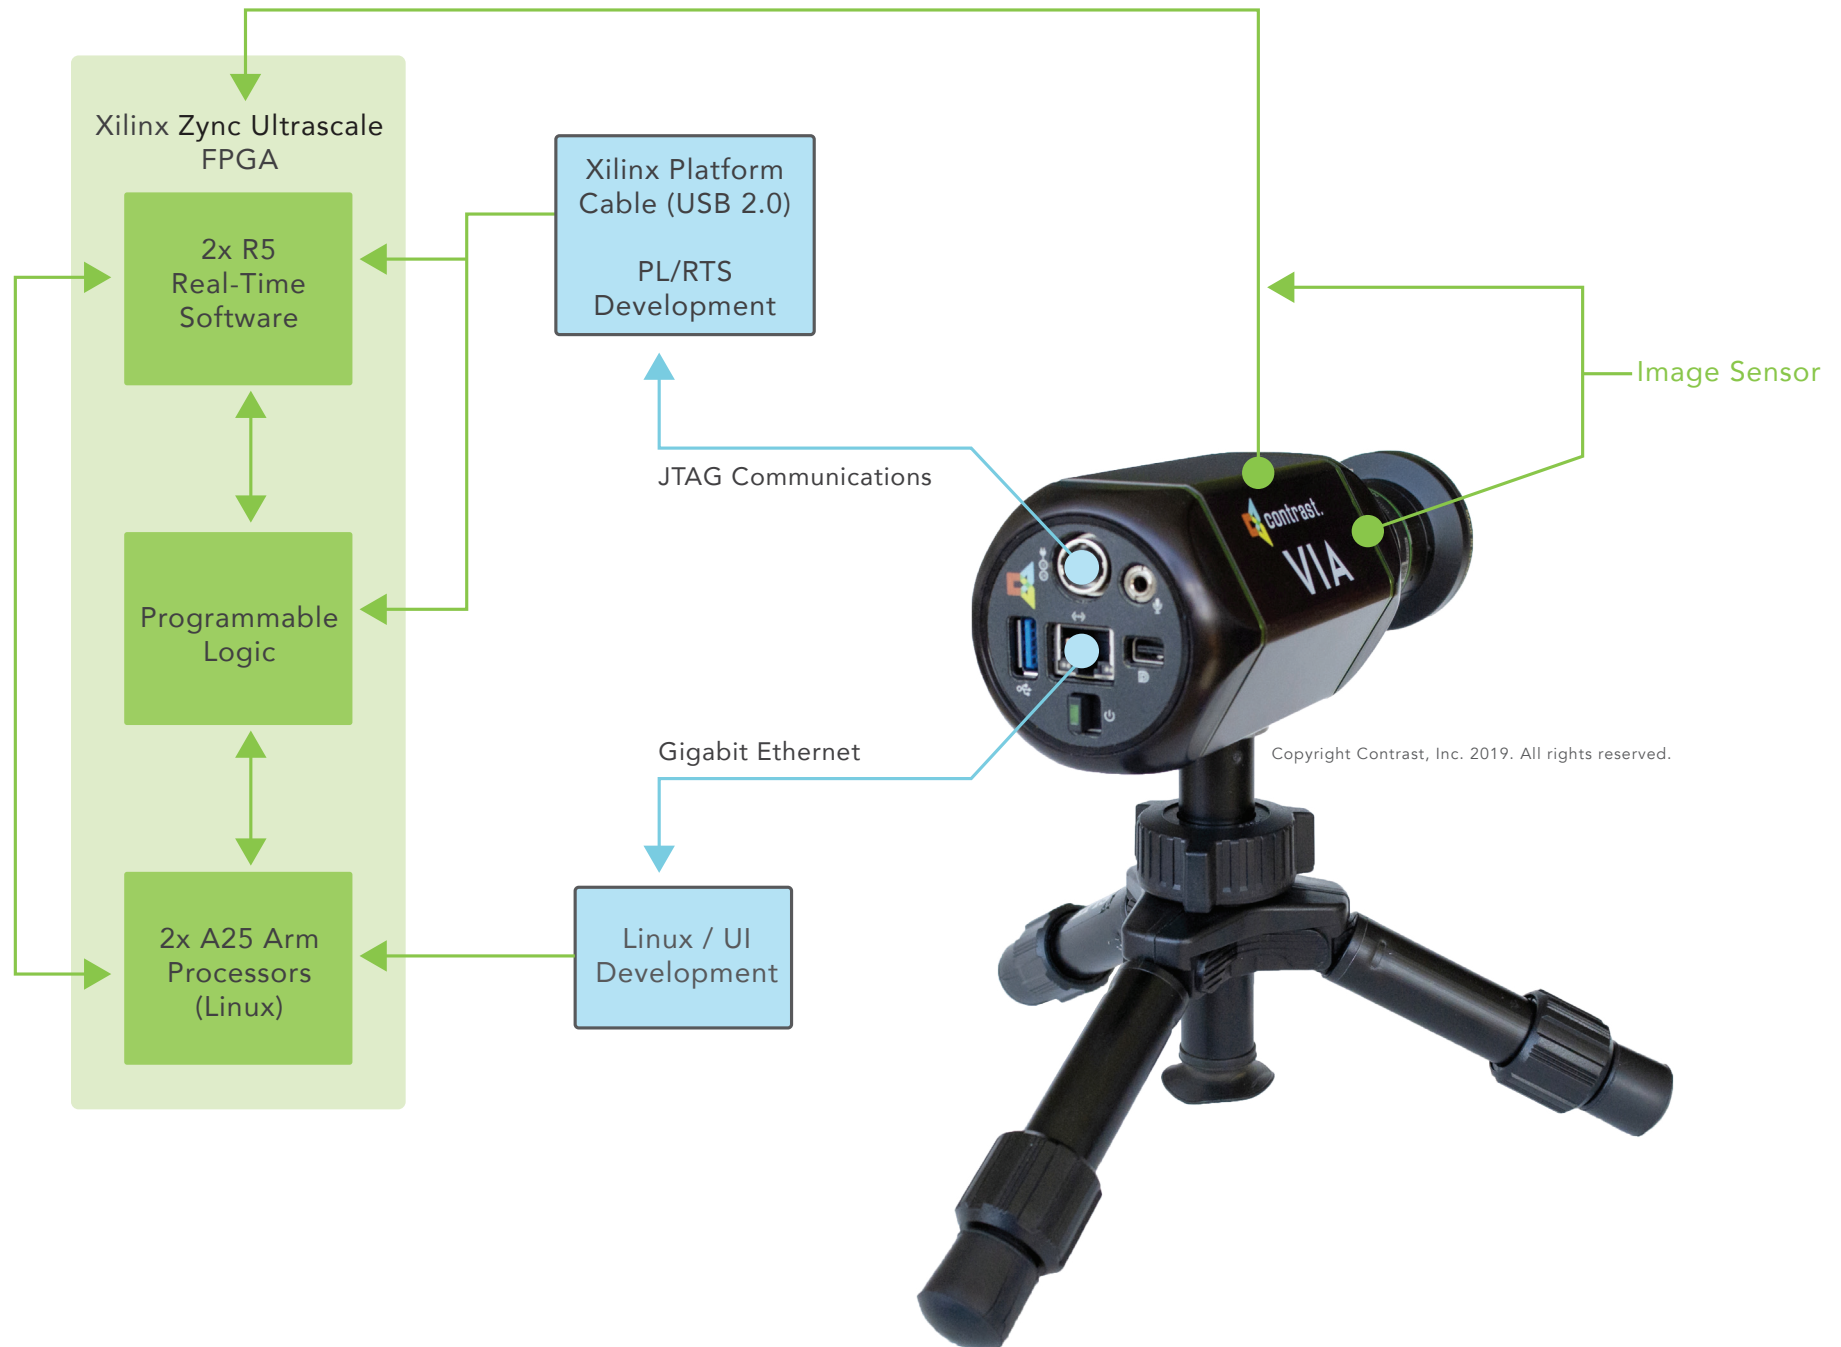 Xilinx Zync Ultrascale
FPGA
2x R5
Real-Time
Software
Programmable
Logic
2x A25 Arm
Processors
(Linux)
Xilinx Platform
Cable (USB 2.0)
PL/RTS
Development
JTAG Communications
Gigabit Ethernet
Linux / UI
Development
Image Sensor
contrast.
VIA
Copyright Contrast, Inc. 2019. All rights reserved.